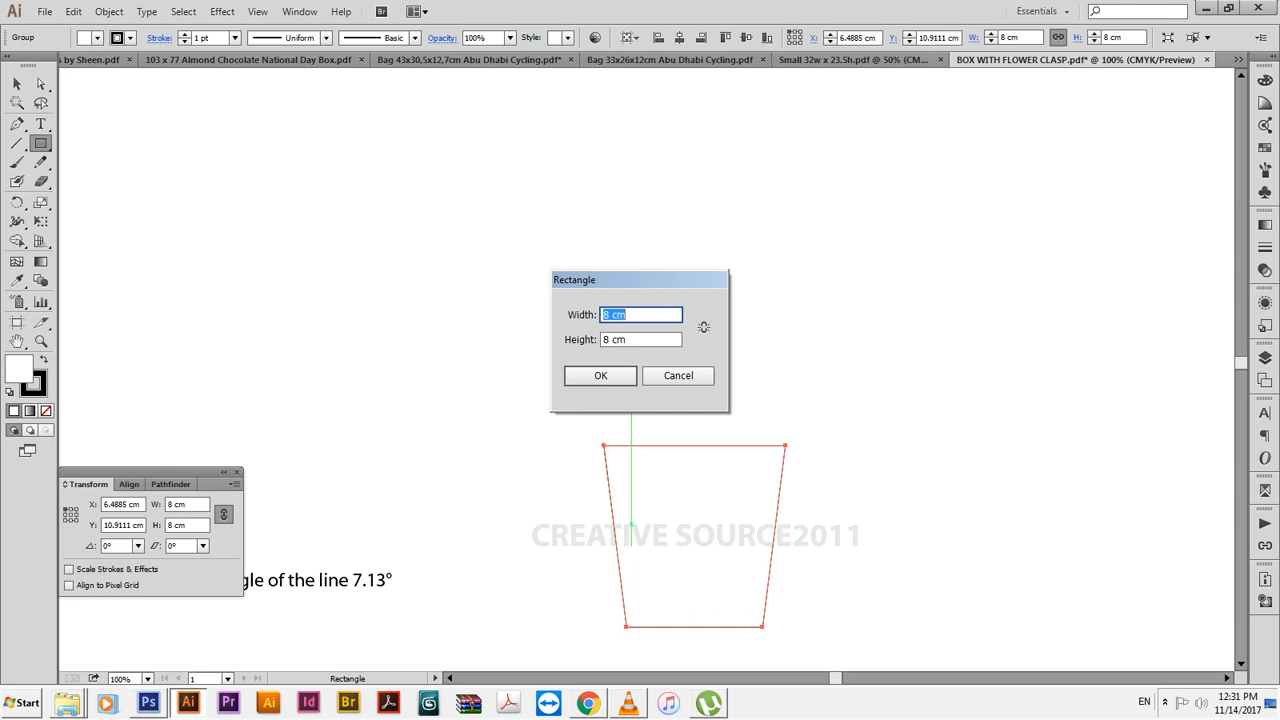 Ai File Edit Object Type Select Effect View Window Help Br Essentials
Group Stroke: 1 pt Uniform Basic Opacity: 100% Style: X: 6.4885 cm Y: 10.9111 cm W: 8 cm H: 8 cm
s by Sheen.pdf 103 x 77 Almond Chocolate National Day Box.pdf Bag 43x30,5x12,7cm Abu Dhabi Cycling.pdf* Bag 33x26x12cm Abu Dhabi Cycling.pdf Small 32w x 23.5h.pdf @ 50% (CM... BOX WITH FLOWER CLASP.pdf* @ 100% (CMYK/Preview)
Rectangle
Width: 8 cm
Height: 8 cm
OK Cancel
Transform Align Pathfinder
X: 6.4885 cm W: 8 cm
Y: 10.9111 cm H: 8 cm
0° 0°
Scale Strokes & Effects
Align to Pixel Grid
CREATIVE SOURCE2011
gle of the line 7.13°
100% 1 Rectangle
Start Ps Ai Pr Ai Id Br EN 12:31 PM
11/14/2017